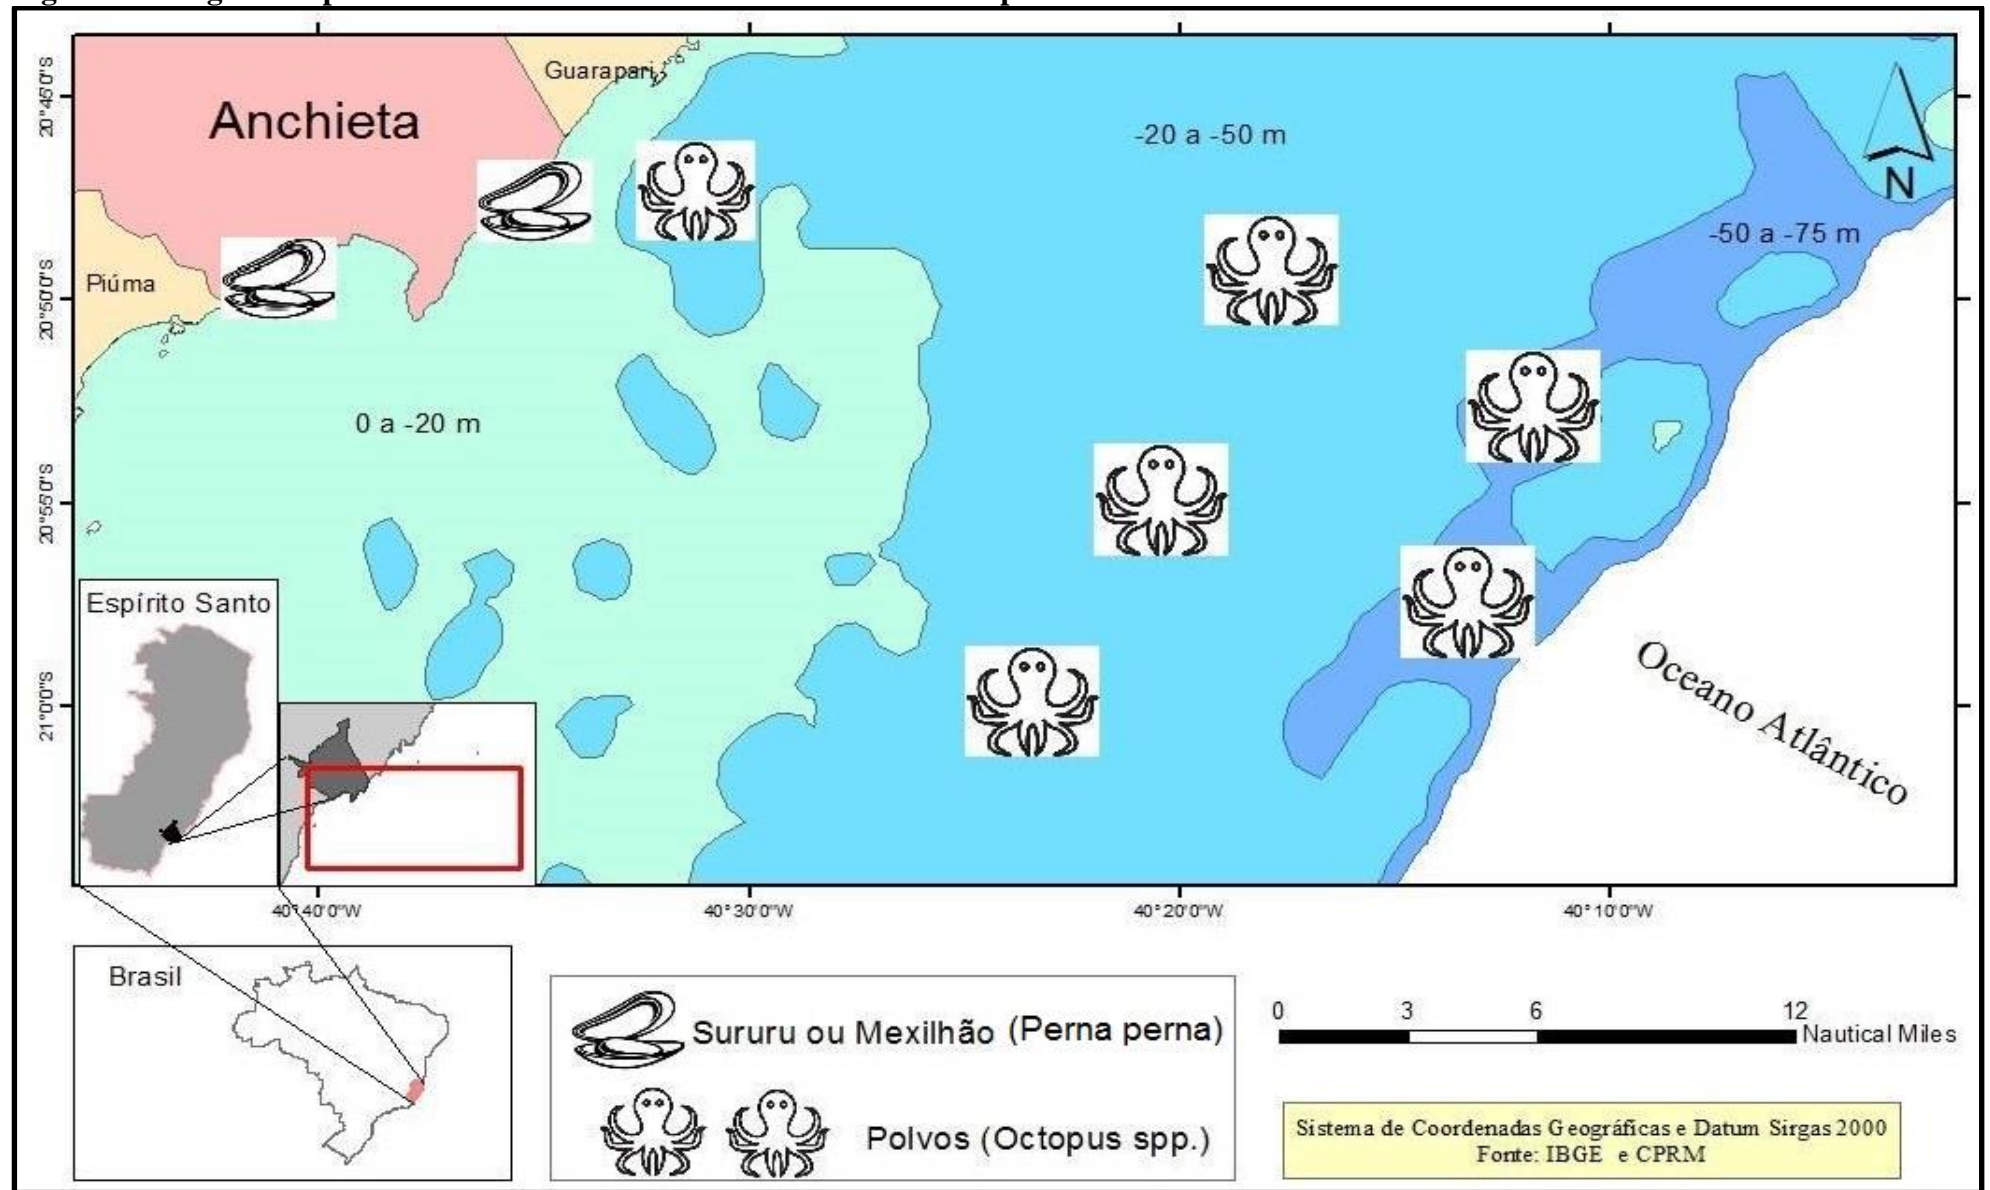 Guarapari
Anchieta
-20 a -50 m
N
-50 a -75 m
Piúma
0 a -20 m
Espírito Santo
Oceano Atlântico
20°45'0"S
20°50'0"S
20°55'0"S
21°0'0"S
40°40'0"W
40°30'0"W
40°20'0"W
40°10'0"W
Brasil
Sururu ou Mexilhão (Perna perna)
Polvos (Octopus spp.)
0 3 6 12
Nautical Miles
Sistema de Coordenadas Geográficas e Datum Sirgas 2000
Fonte: IBGE e CPRM